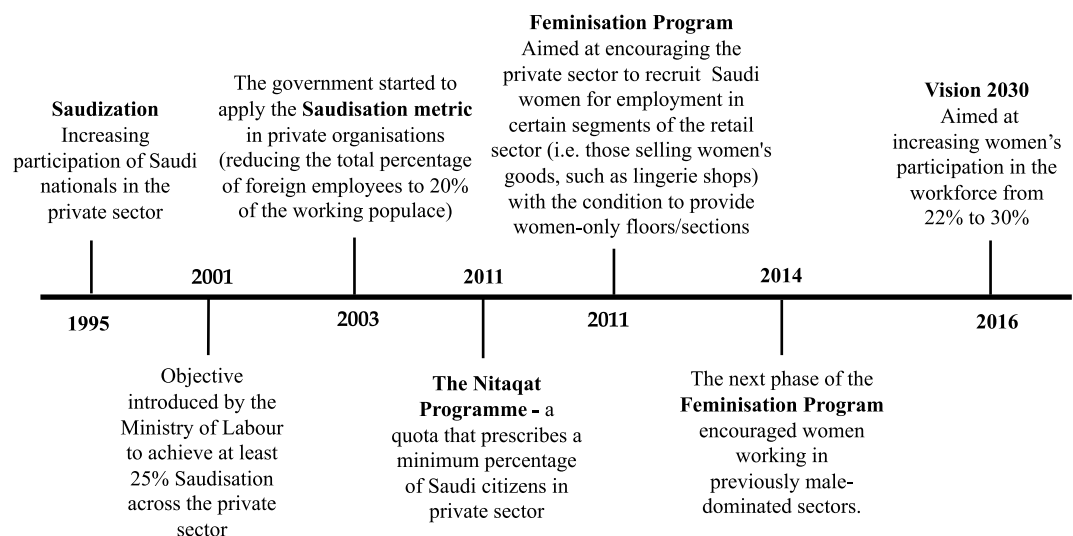 Saudization
Increasing
participation of Saudi
nationals in the
private sector
1995
2001
Objective
introduced by the
Ministry of Labour
to achieve at least
25% Saudisation
across the private
sector
The government started to
apply the Saudisation metric
in private organisations
(reducing the total percentage
of foreign employees to 20%
of the working populace)
2003
2011
The Nitaqat
Programme - a
quota that prescribes a
minimum percentage
of Saudi citizens in
private sector
Feminisation Program
Aimed at encouraging the
private sector to recruit Saudi
women for employment in
certain segments of the retail
sector (i.e. those selling women's
goods, such as lingerie shops)
with the condition to provide
women-only floors/sections
2011
2014
The next phase of the
Feminisation Program
encouraged women
working in
previously male-
dominated sectors.
Vision 2030
Aimed at
increasing women’s
participation in the
workforce from
22% to 30%
2016